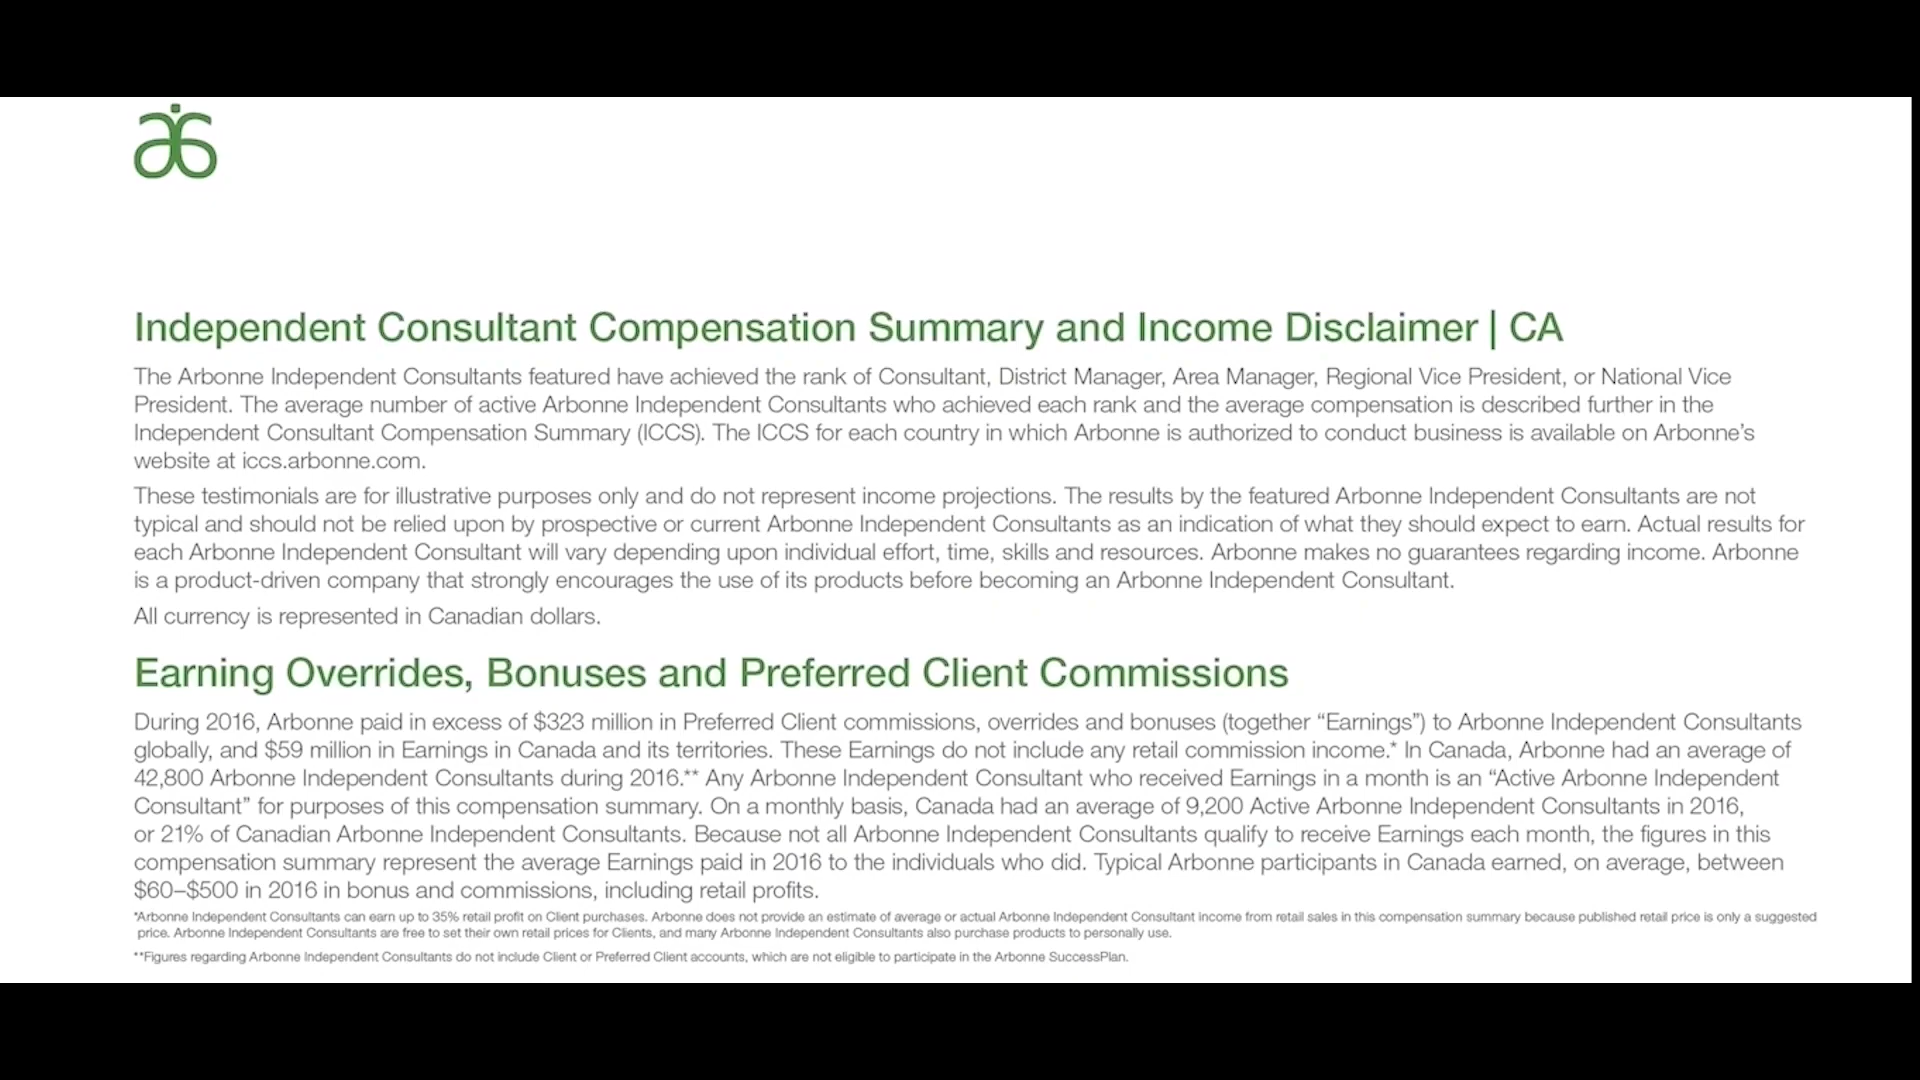 Independent Consultant Compensation Summary and Income Disclaimer | CA
The Arbonne Independent Consultants featured have achieved the rank of Consultant, District Manager, Area Manager, Regional Vice President, or National Vice
President. The average number of active Arbonne Independent Consultants who achieved each rank and the average compensation is described further in the
Independent Consultant Compensation Summary (ICCS). The ICCS for each country in which Arbonne is authorized to conduct business is available on Arbonne’s
website at iccs.arbonne.com.
These testimonials are for illustrative purposes only and do not represent income projections. The results by the featured Arbonne Independent Consultants are not
typical and should not be relied upon by prospective or current Arbonne Independent Consultants as an indication of what they should expect to earn. Actual results for
each Arbonne Independent Consultant will vary depending upon individual effort, time, skills and resources. Arbonne makes no guarantees regarding income. Arbonne
is a product-driven company that strongly encourages the use of its products before becoming an Arbonne Independent Consultant.
All currency is represented in Canadian dollars.
Earning Overrides, Bonuses and Preferred Client Commissions
During 2016, Arbonne paid in excess of $323 million in Preferred Client commissions, overrides and bonuses (together “Earnings”) to Arbonne Independent Consultants
globally, and $59 million in Earnings in Canada and its territories. These Earnings do not include any retail commission income.* In Canada, Arbonne had an average of
42,800 Arbonne Independent Consultants during 2016.** Any Arbonne Independent Consultant who received Earnings in a month is an “Active Arbonne Independent
Consultant” for purposes of this compensation summary. On a monthly basis, Canada had an average of 9,200 Active Arbonne Independent Consultants in 2016,
or 21% of Canadian Arbonne Independent Consultants. Because not all Arbonne Independent Consultants qualify to receive Earnings each month, the figures in this
compensation summary represent the average Earnings paid in 2016 to the individuals who did. Typical Arbonne participants in Canada earned, on average, between
$60–$500 in 2016 in bonus and commissions, including retail profits.
*Arbonne Independent Consultants can earn up to 35% retail profit on Client purchases. Arbonne does not provide an estimate of average or actual Arbonne Independent Consultant income from retail sales in this compensation summary because published retail price is only a suggested
price. Arbonne Independent Consultants are free to set their own retail prices for Clients, and many Arbonne Independent Consultants also purchase products to personally use.
**Figures regarding Arbonne Independent Consultants do not include Client or Preferred Client accounts, which are not eligible to participate in the Arbonne SuccessPlan.